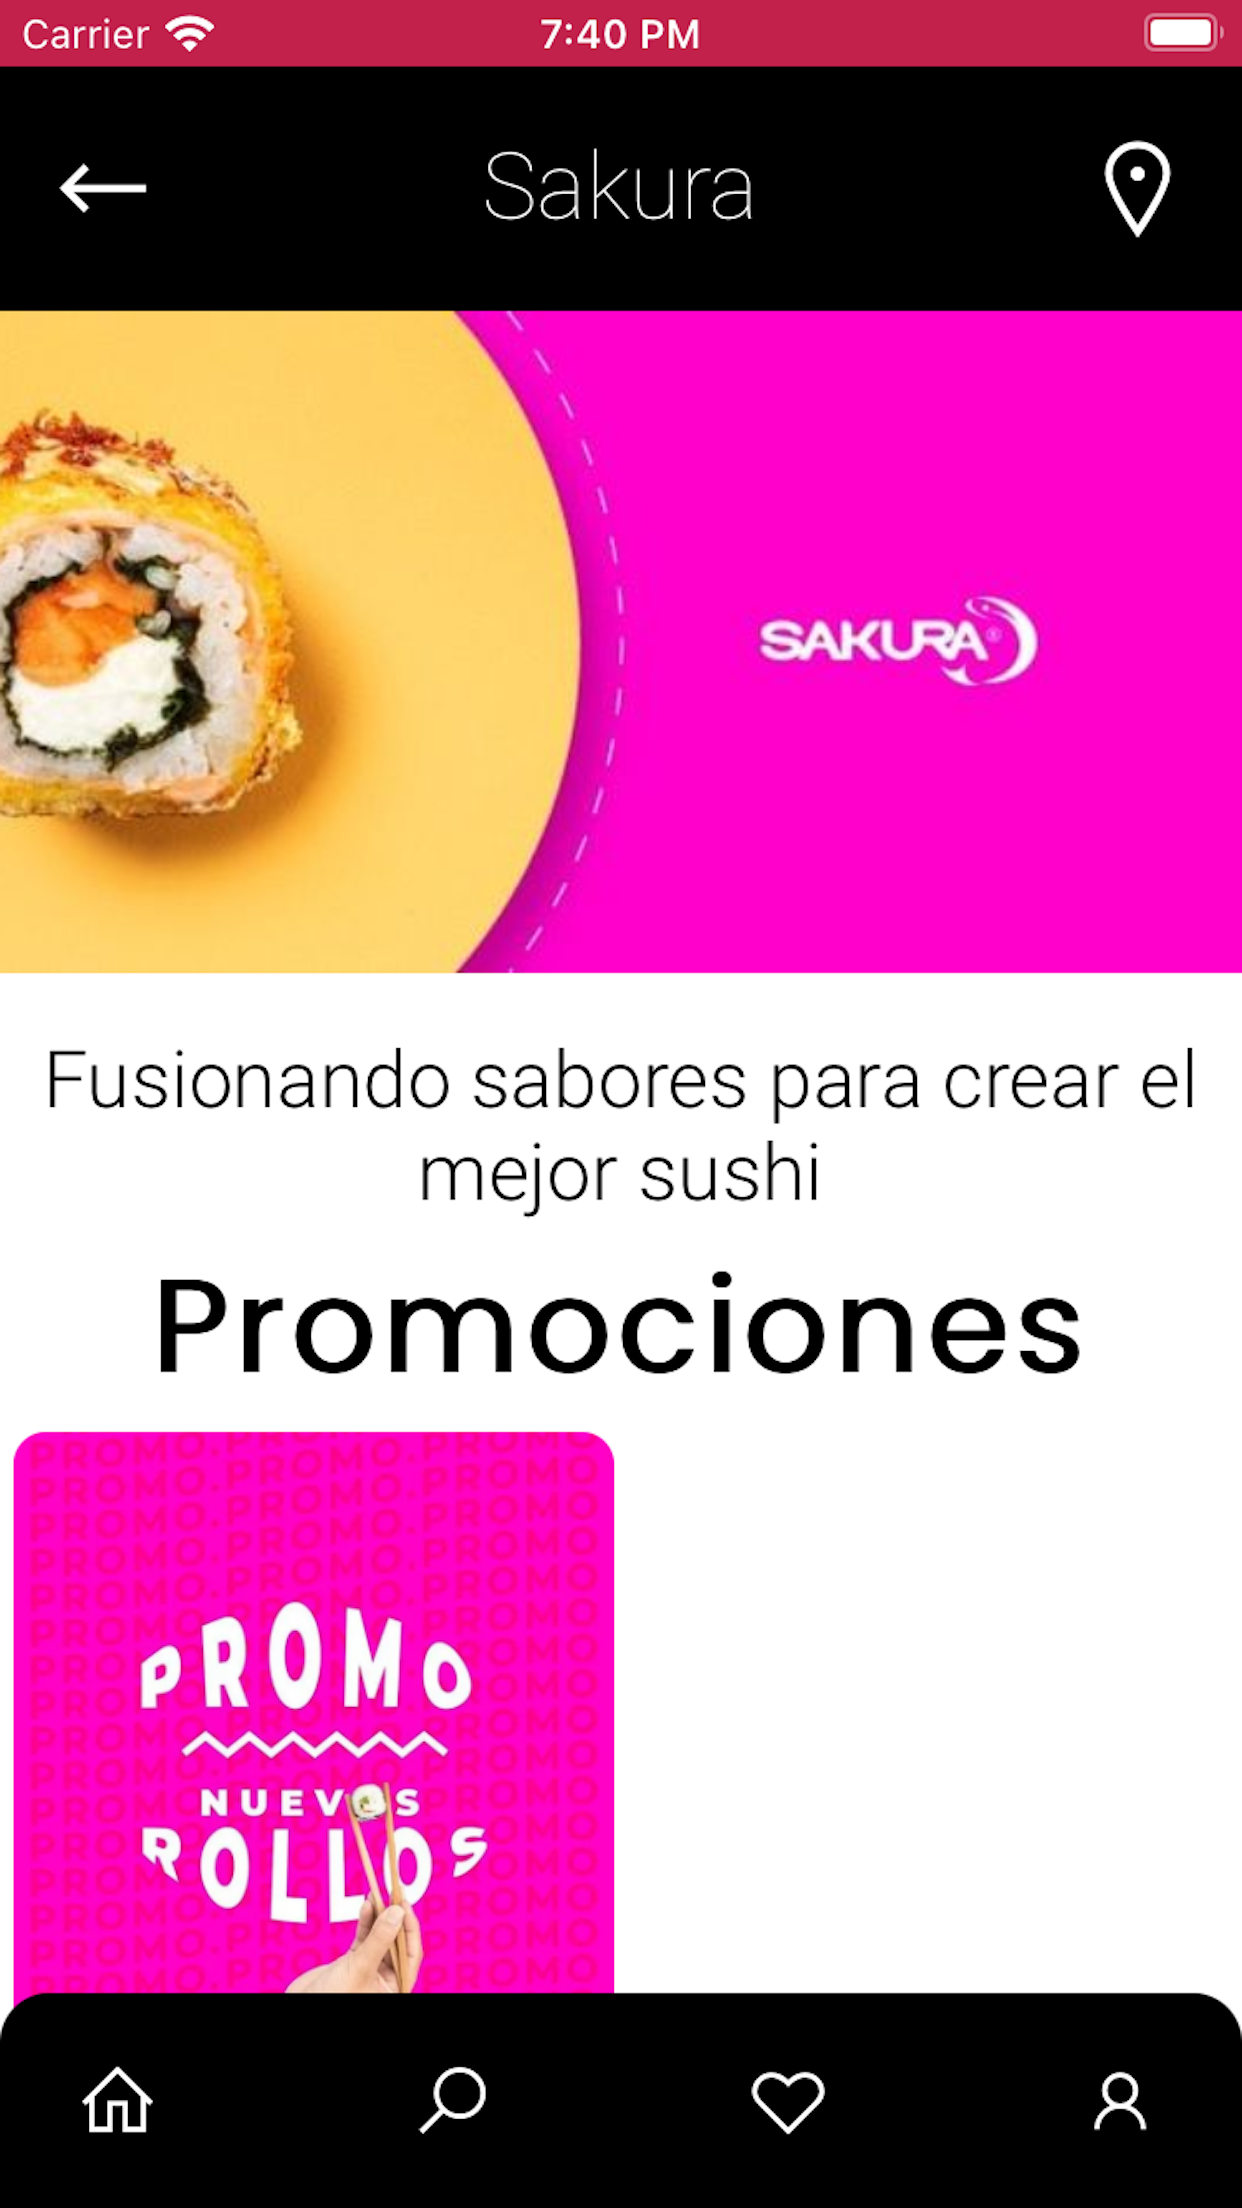 Carrier 7:40 PM
Sakura
SAKURA®
Fusionando sabores para crear el
mejor sushi
Promociones
PROMO
NUEVOS
ROLLOS